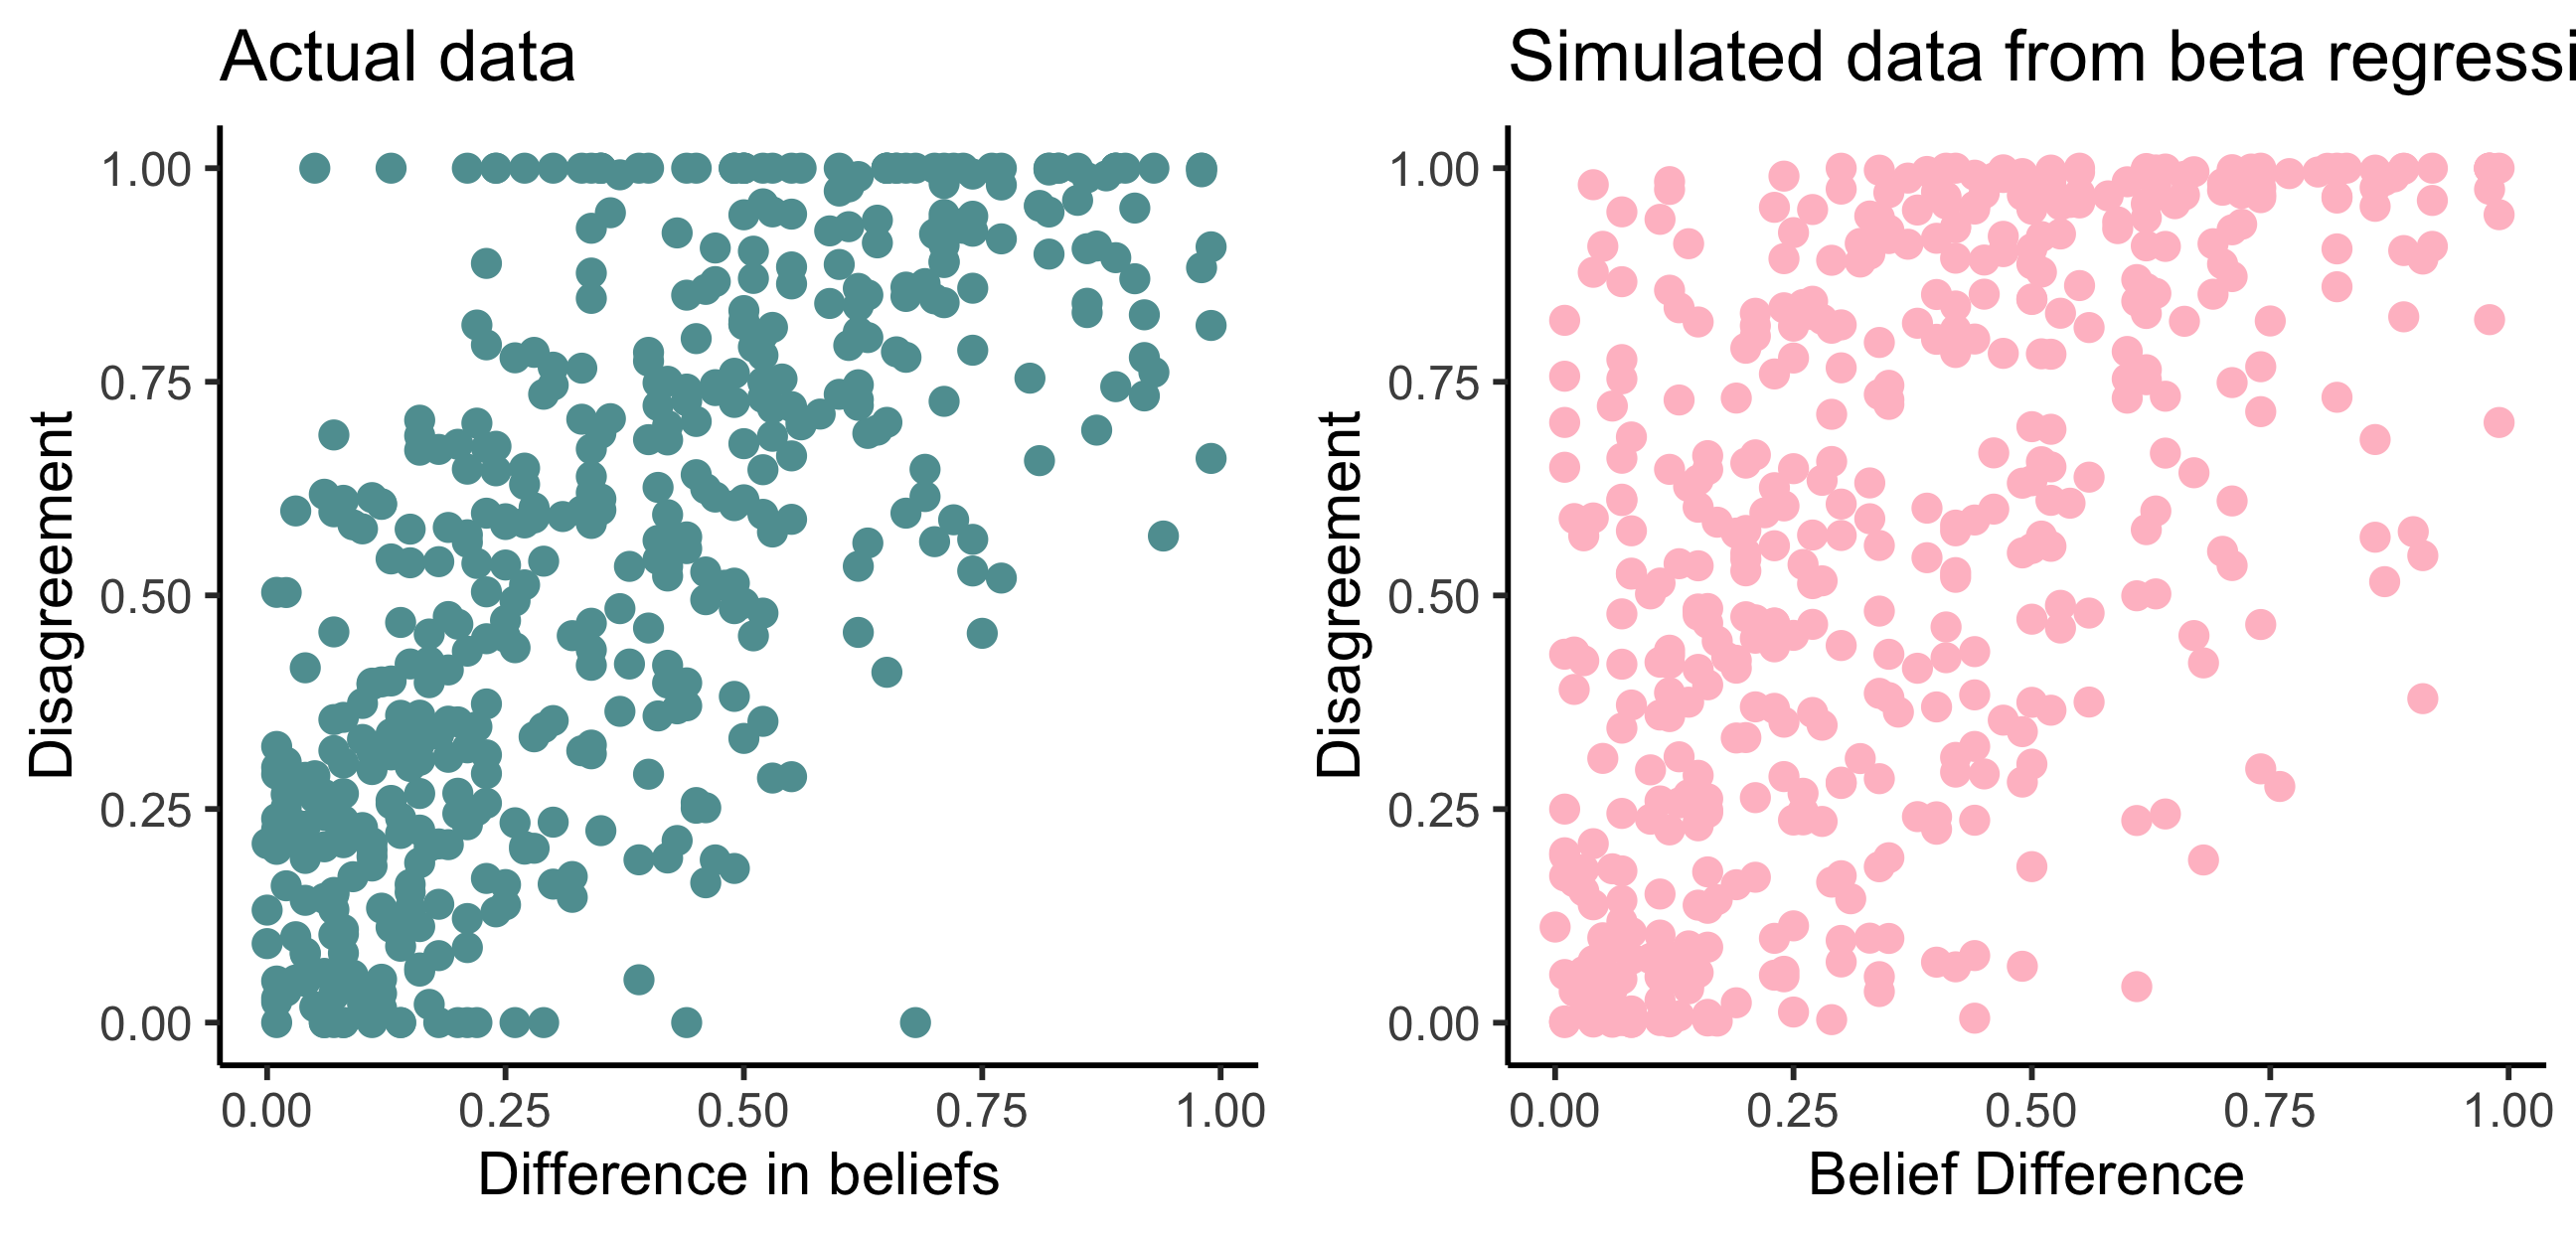 Actual data
Disagreement
1.00
0.75
0.50
0.25
0.00
0.00 0.25 0.50 0.75 1.00
Difference in beliefs
Simulated data from beta regressi
Disagreement
1.00
0.75
0.50
0.25
0.00
0.00 0.25 0.50 0.75 1.00
Belief Difference